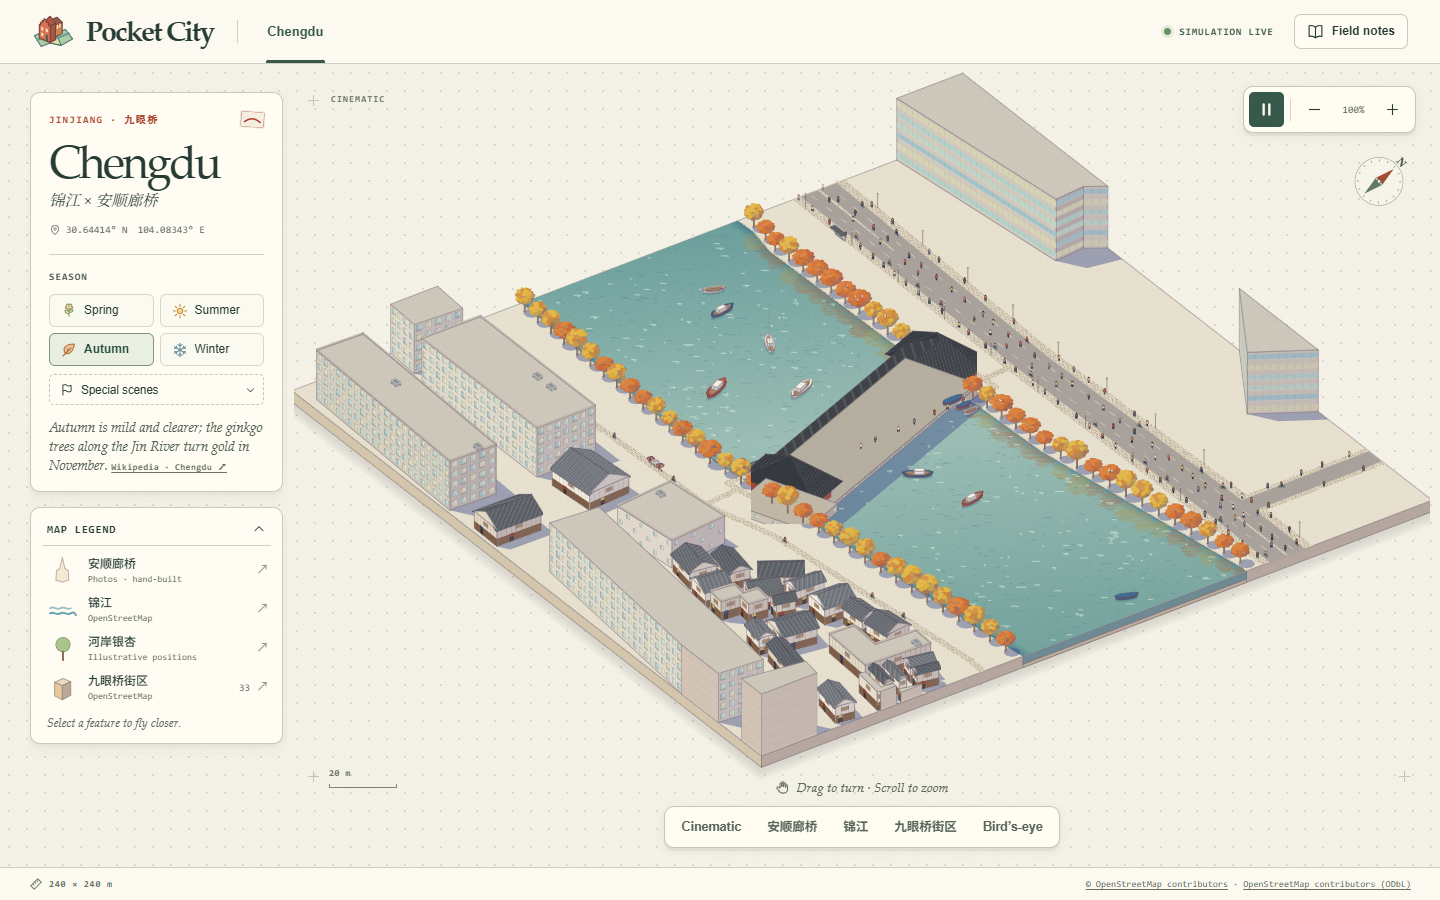 Pocket City
Chengdu
SIMULATION LIVE
Field notes
JINJIANG · 九眼桥
Chengdu
锦江 × 安顺廊桥
30.64414° N 104.08343° E
SEASON
Spring
Summer
Autumn
Winter
Special scenes
Autumn is mild and clearer; the ginkgo
trees along the Jin River turn gold in
November. Wikipedia · Chengdu ↗
MAP LEGEND
安顺廊桥
Photos · hand-built
锦江
OpenStreetMap
河岸银杏
Illustrative positions
九眼桥街区
OpenStreetMap
33
Select a feature to fly closer.
CINEMATIC
100%
N
20 m
Drag to turn · Scroll to zoom
Cinematic
安顺廊桥
锦江
九眼桥街区
Bird's-eye
240 × 240 m
© OpenStreetMap contributors · OpenStreetMap contributors (ODbL)